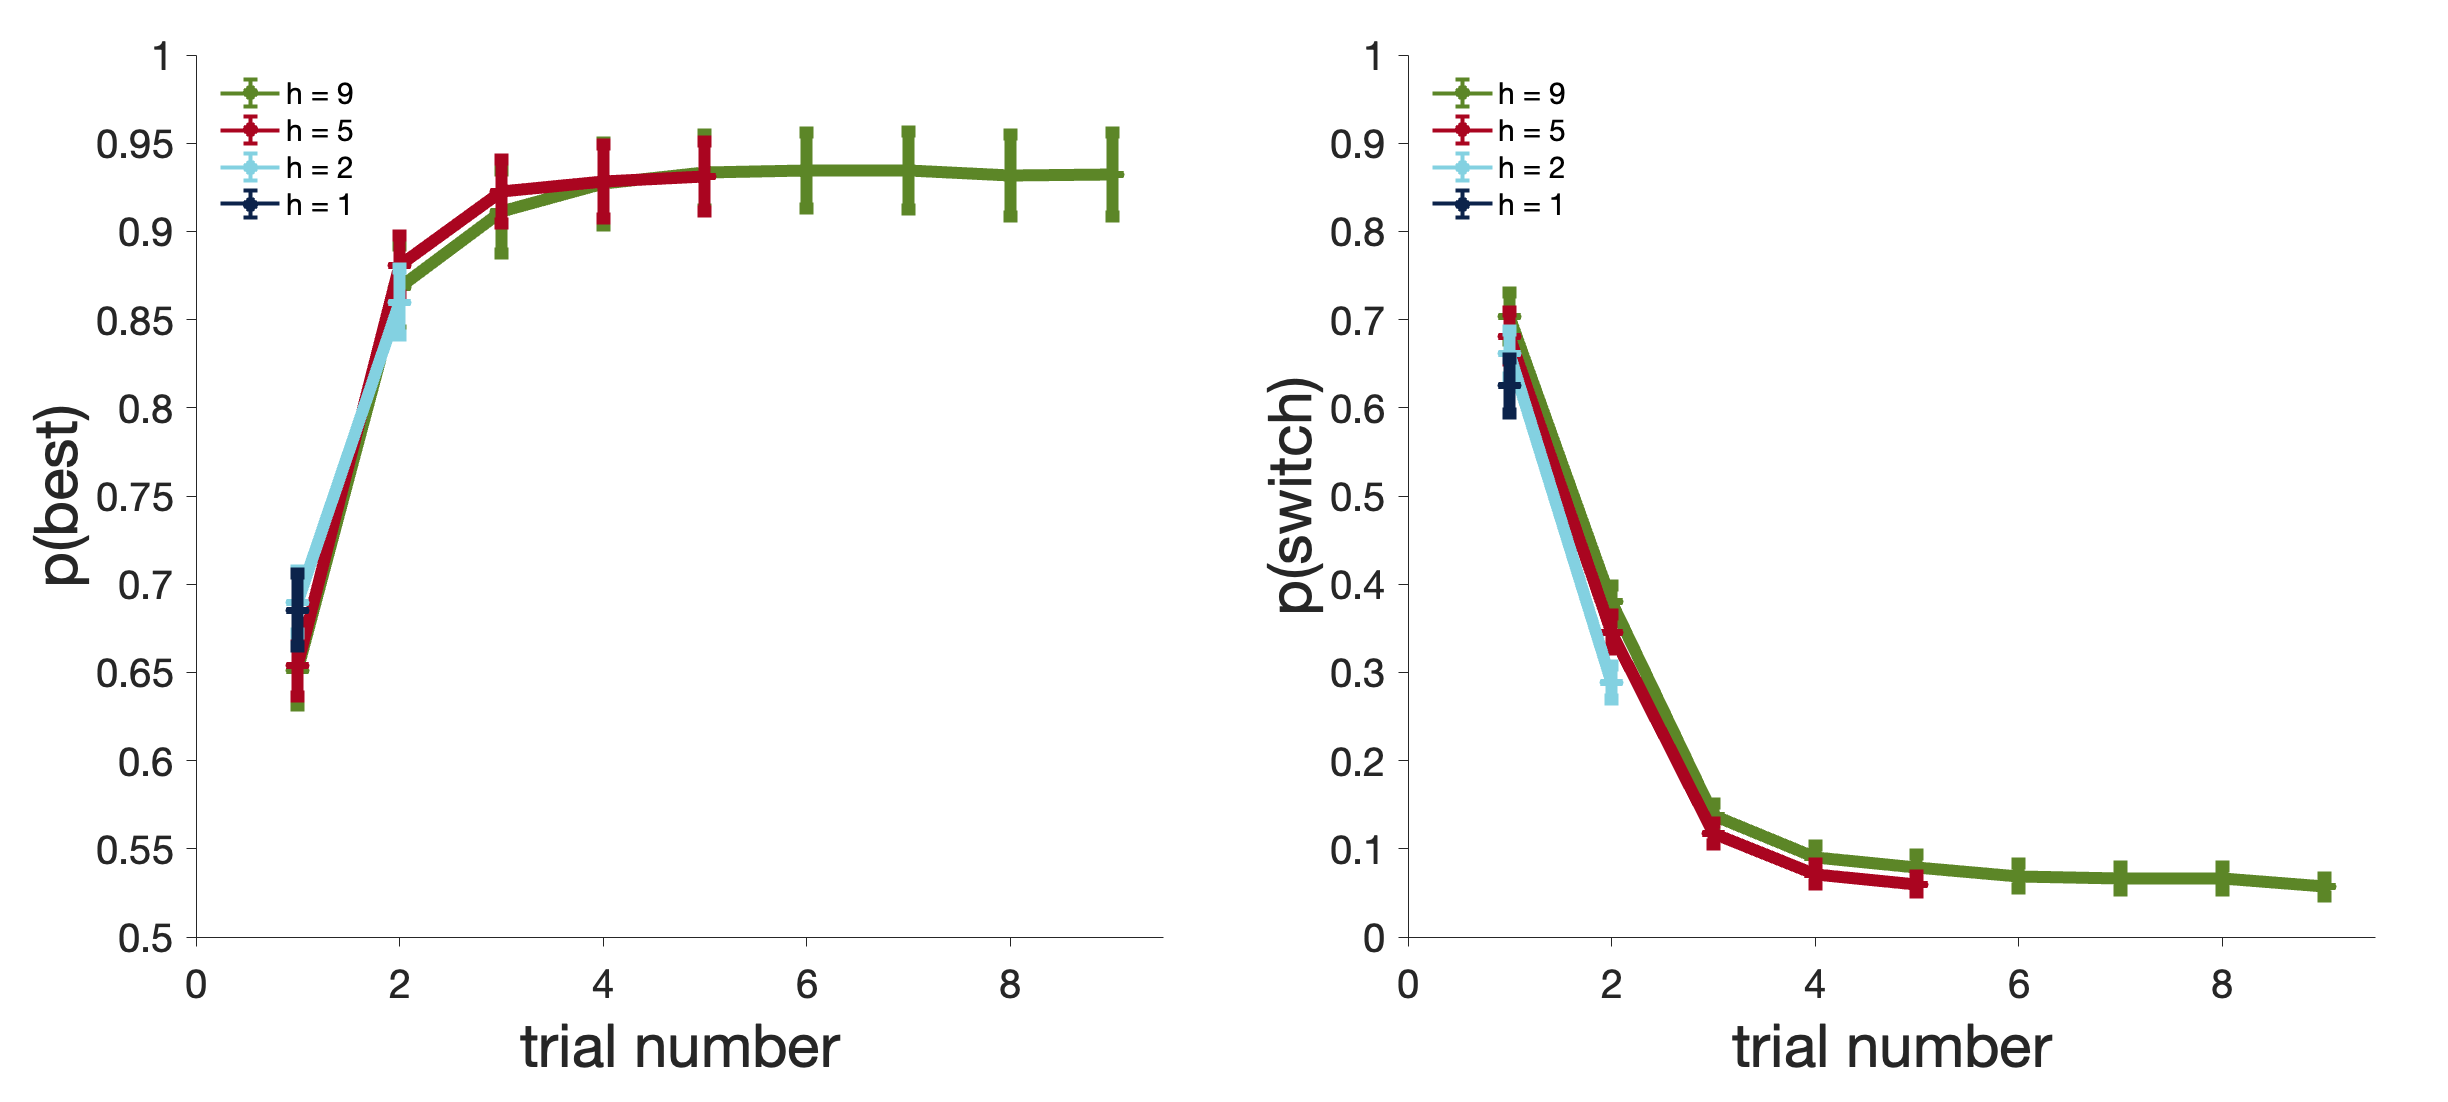 1
0.95
0.9
0.85
0.8
0.75
0.7
0.65
0.6
0.55
0.5
p(best)
h = 9
h = 5
h = 2
h = 1
0 2 4 6 8
trial number
1
0.9
0.8
0.7
0.6
0.5
0.4
0.3
0.2
0.1
0
p(switch)
h = 9
h = 5
h = 2
h = 1
0 2 4 6 8
trial number